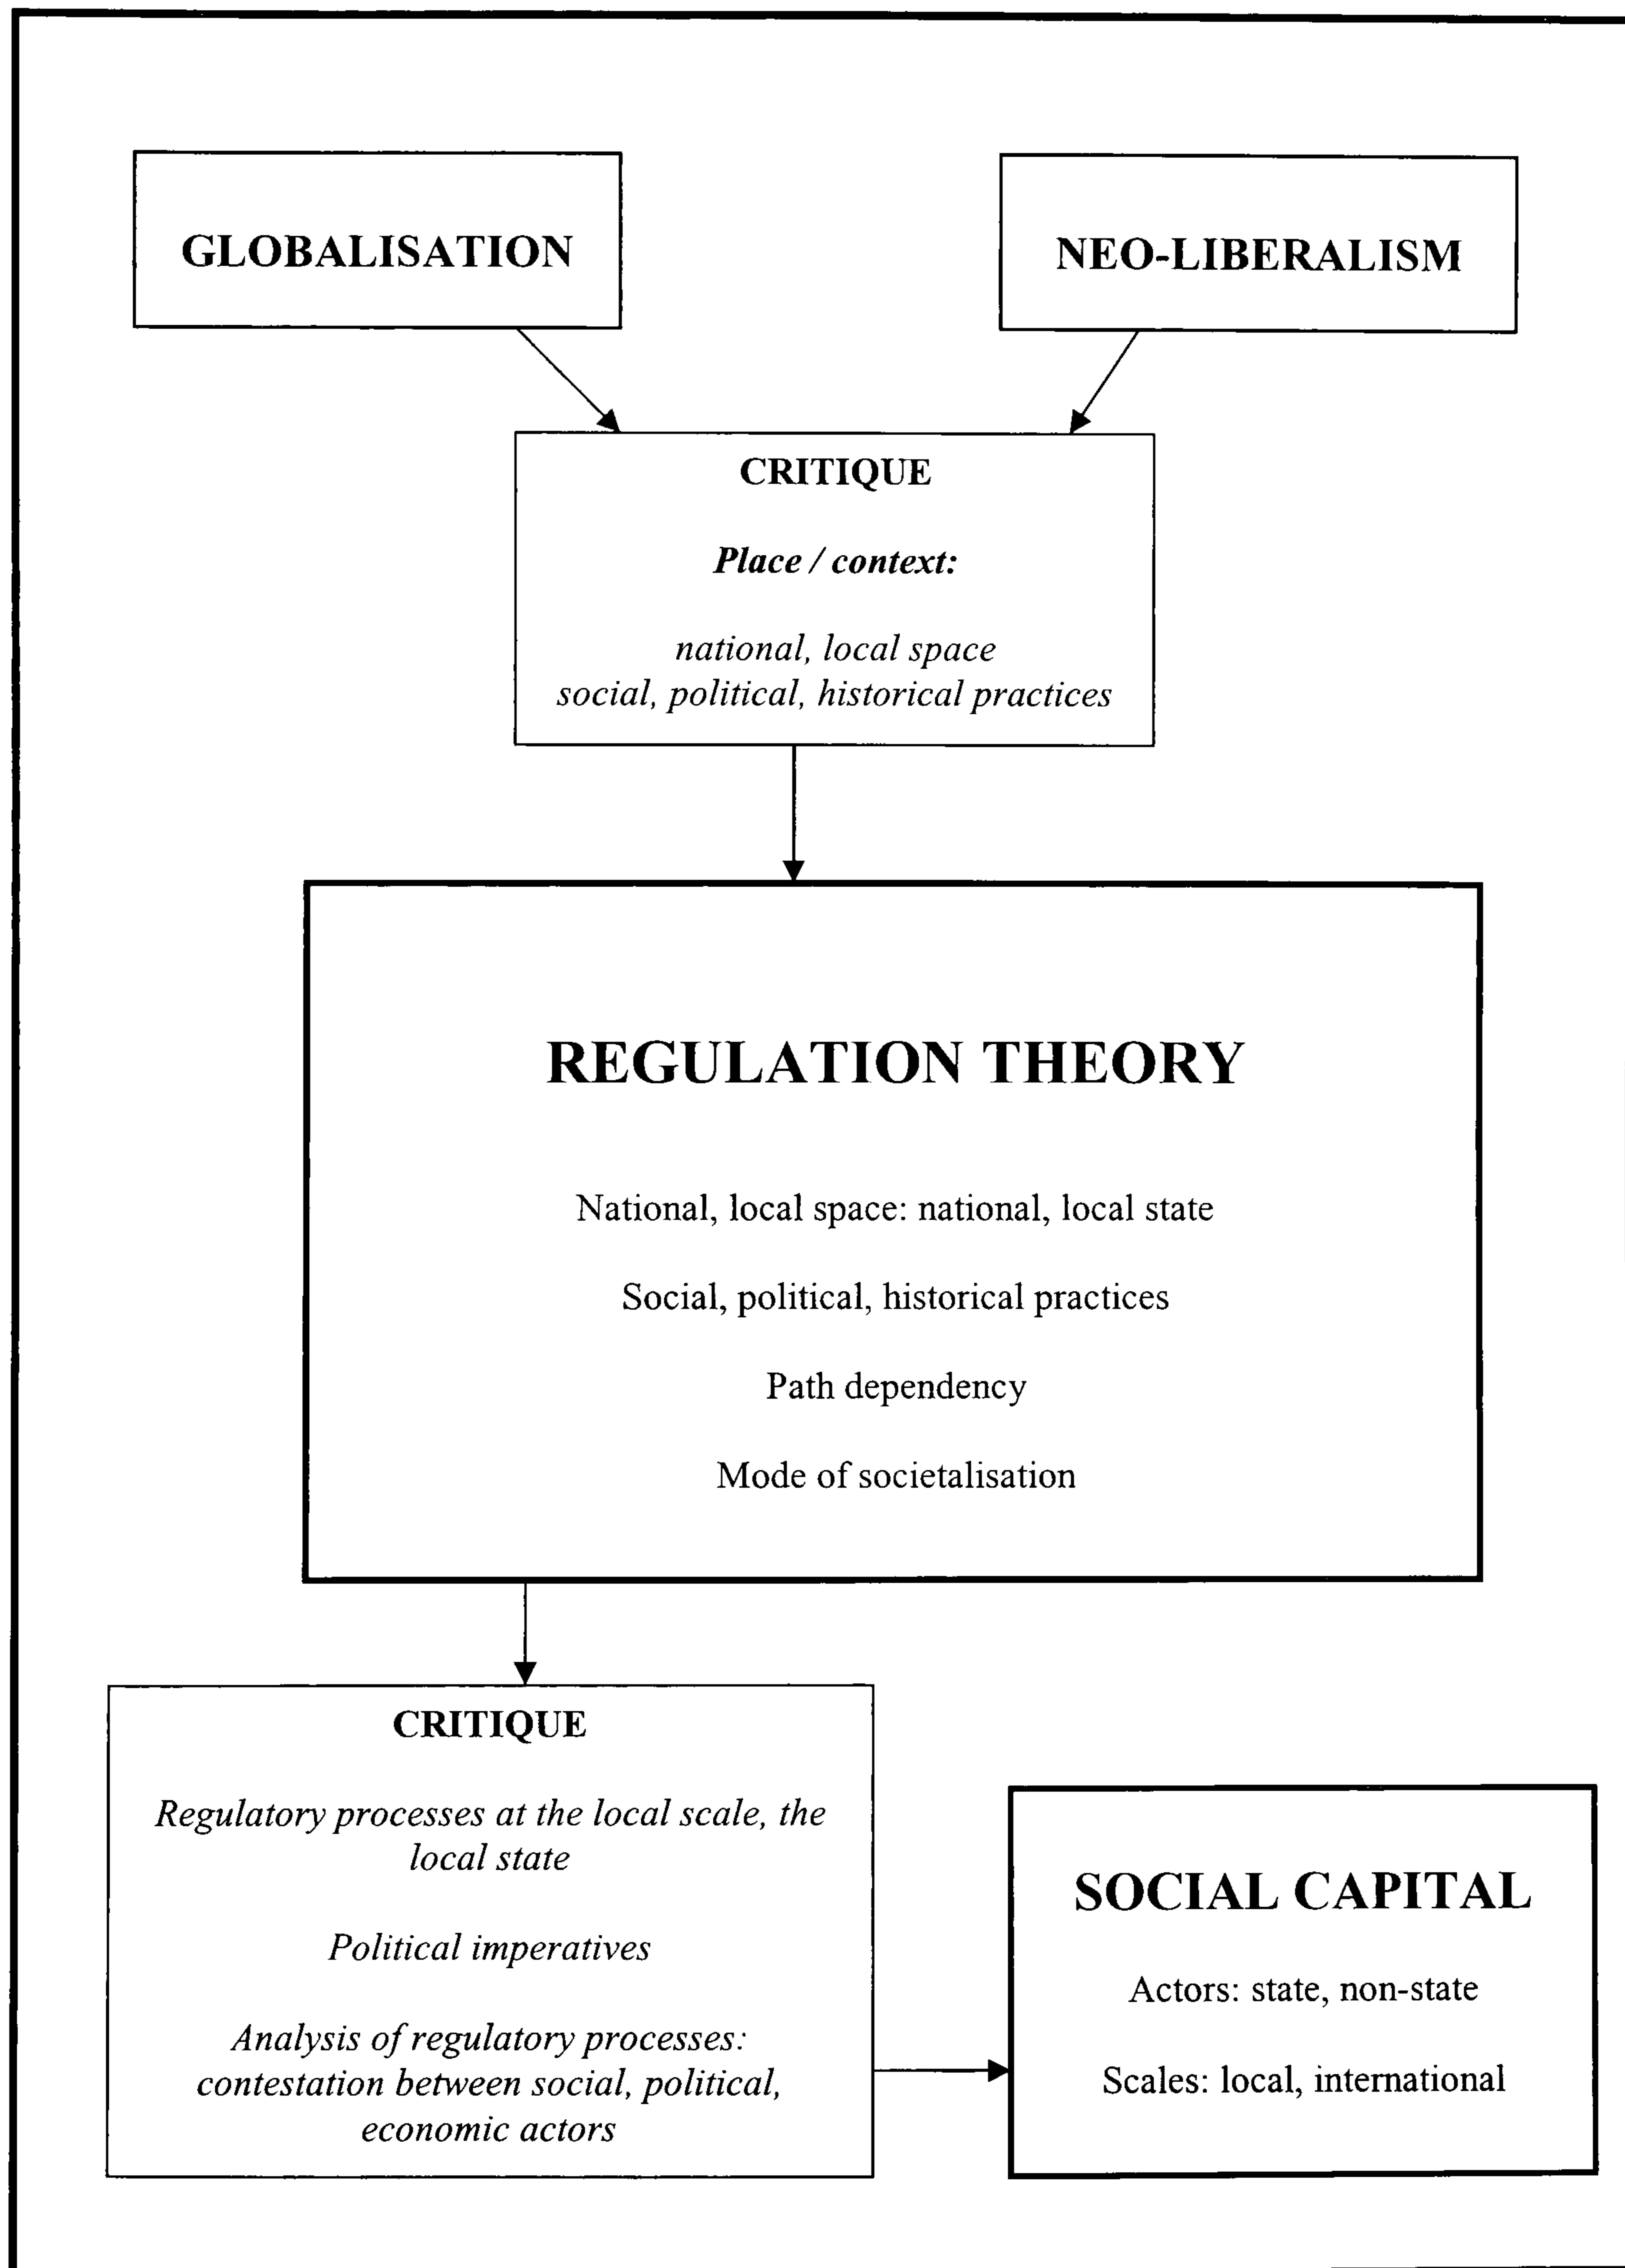 GLOBALISATION
NEO-LIBERALISM
CRITIQUE
Place / context:
national, local space
social, political, historical practices
REGULATION THEORY
National, local space: national, local state
Social, political, historical practices
Path dependency
Mode of societalisation
CRITIQUE
Regulatory processes at the local scale, the
local state
Political imperatives
Analysis of regulatory processes:
contestation between social, political,
economic actors
SOCIAL CAPITAL
Actors: state, non-state
Scales: local, international